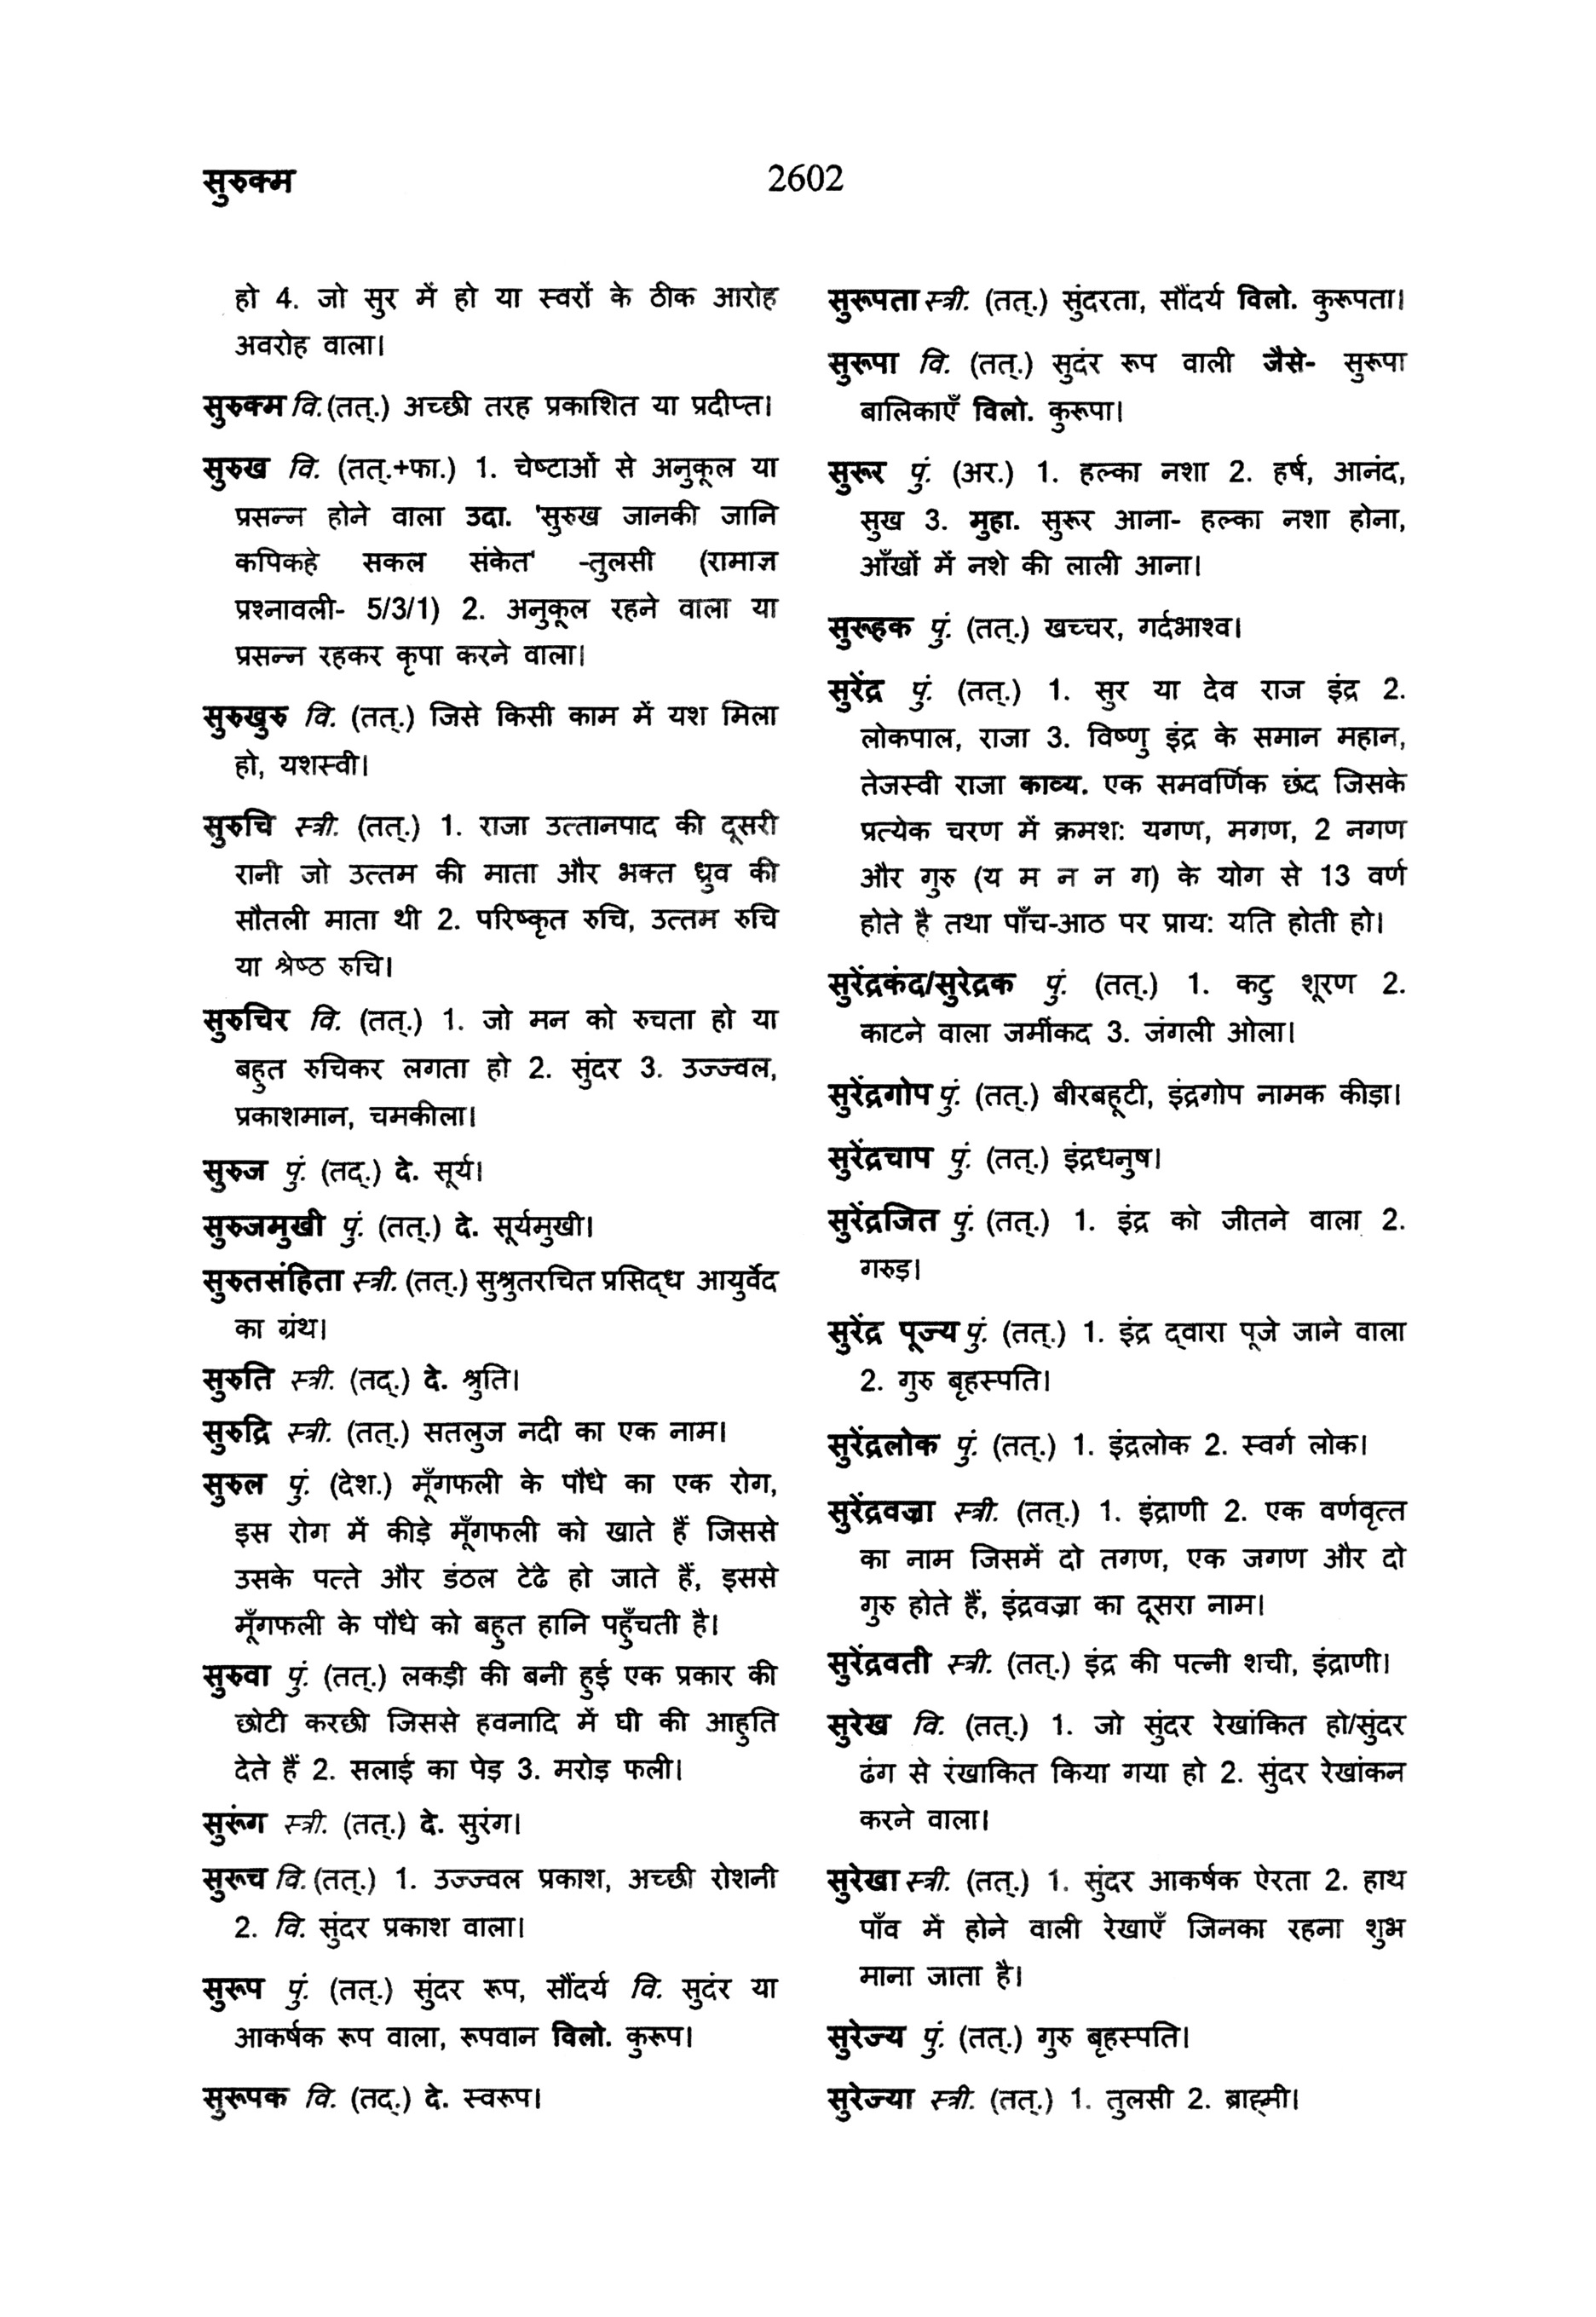 सुरुक्म
2602
हो 4. जो सुर में हो या स्वरों के ठीक आरोह
अवरोह वाला।
सुरुक्म वि. (तत्.) अच्छी तरह प्रकाशित या प्रदीप्त।
सुरुख वि. (तत्.+फा.) 1. चेष्टाओं से अनुकूल या
प्रसन्न होने वाला उदा. 'सुरुख जानकी जानि
कपिकहे सकल संकेत' -तुलसी (रामाज्ञ
प्रश्नावली- 5/3/1) 2. अनुकूल रहने वाला या
प्रसन्न रहकर कृपा करने वाला।
सुरुखुरु वि. (तत्.) जिसे किसी काम में यश मिला
हो, यशस्वी।
सुरुचि स्त्री. (तत्.) 1. राजा उत्तानपाद की दूसरी
रानी जो उत्तम की माता और भक्त ध्रुव की
सौतली माता थी 2. परिष्कृत रुचि, उत्तम रुचि
या श्रेष्ठ रुचि।
सुरुचिर वि. (तत्.) 1. जो मन को रुचता हो या
बहुत रुचिकर लगता हो 2. सुंदर 3. उज्ज्वल,
प्रकाशमान, चमकीला।
सुरुज पुं. (तद्.) दे. सूर्य।
सुरुजमुखी पुं. (तत्.) दे. सूर्यमुखी।
सुरुतसंहिता स्त्री. (तत्.) सुश्रुतरचित प्रसिद्ध आयुर्वेद
का ग्रंथ।
सुरुति स्त्री. (तद्.) दे. श्रुति।
सुरुद्रि स्त्री. (तत्.) सतलुज नदी का एक नाम।
सुरुल पुं. (देश.) मूँगफली के पौधे का एक रोग,
इस रोग में कीड़े मूँगफली को खाते हैं जिससे
उसके पत्ते और डंठल टेढे हो जाते हैं, इससे
मूँगफली के पौधे को बहुत हानि पहुँचती है।
सुरुवा पुं. (तत्.) लकड़ी की बनी हुई एक प्रकार की
छोटी करछी जिससे हवनादि में घी की आहुति
देते हैं 2. सलाई का पेड़ 3. मरोड़ फली।
सुरूंग स्त्री. (तत्.) दे. सुरंग।
सुरूच वि. (तत्.) 1. उज्ज्वल प्रकाश, अच्छी रोशनी
2. वि. सुंदर प्रकाश वाला।
सुरूप पुं. (तत्.) सुंदर रूप, सौंदर्य वि. सुदंर या
आकर्षक रूप वाला, रूपवान विलो. कुरूप।
सुरूपक वि. (तद्.) दे. स्वरूप।
सुरूपता स्त्री. (तत्.) सुंदरता, सौंदर्य विलो. कुरूपता।
सुरूपा वि. (तत्.) सुदंर रूप वाली जैसे- सुरूपा
बालिकाएँ विलो. कुरूपा।
सुरूर पुं. (अर.) 1. हल्का नशा 2. हर्ष, आनंद,
सुख 3. मुहा. सुरूर आना- हल्का नशा होना,
आँखों में नशे की लाली आना।
सुरूहक पुं. (तत्.) खच्चर, गर्दभाश्व।
सुरेंद्र पुं. (तत्.) 1. सुर या देव राज इंद्र 2.
लोकपाल, राजा 3. विष्णु इंद्र के समान महान,
तेजस्वी राजा काव्य. एक समवर्णिक छंद जिसके
प्रत्येक चरण में क्रमश: यगण, मगण, 2 नगण
और गुरु (य म न न ग) के योग से 13 वर्ण
होते है तथा पाँच-आठ पर प्राय: यति होती हो।
सुरेंद्रकंद/सुरेद्रक पुं. (तत्.) 1. कटु शूरण 2.
काटने वाला जमींकद 3. जंगली ओला।
सुरेंद्रगोप पुं. (तत्.) बीरबहूटी, इंद्रगोप नामक कीड़ा।
सुरेंद्रचाप पुं. (तत्.) इंद्रधनुष।
सुरेंद्रजित पुं. (तत्.) 1. इंद्र को जीतने वाला 2.
गरुड़।
सुरेंद्र पूज्य पुं. (तत्.) 1. इंद्र द्वारा पूजे जाने वाला
2. गुरु बृहस्पति।
सुरेंद्रलोक पुं. (तत्.) 1. इंद्रलोक 2. स्वर्ग लोक।
सुरेंद्रवज्रा स्त्री. (तत्.) 1. इंद्राणी 2. एक वर्णवृत्त
का नाम जिसमें दो तगण, एक जगण और दो
गुरु होते हैं, इंद्रवज्रा का दूसरा नाम।
सुरेंद्रवती स्त्री. (तत्.) इंद्र की पत्नी शची, इंद्राणी।
सुरेख वि. (तत्.) 1. जो सुंदर रेखांकित हो/सुंदर
ढंग से रंखाकित किया गया हो 2. सुंदर रेखांकन
करने वाला।
सुरेखा स्त्री. (तत्.) 1. सुंदर आकर्षक ऐरता 2. हाथ
पाँव में होने वाली रेखाएँ जिनका रहना शुभ
माना जाता है।
सुरेज्य पुं. (तत्.) गुरु बृहस्पति।
सुरेज्या स्त्री. (तत्.) 1. तुलसी 2. ब्राह्मी।